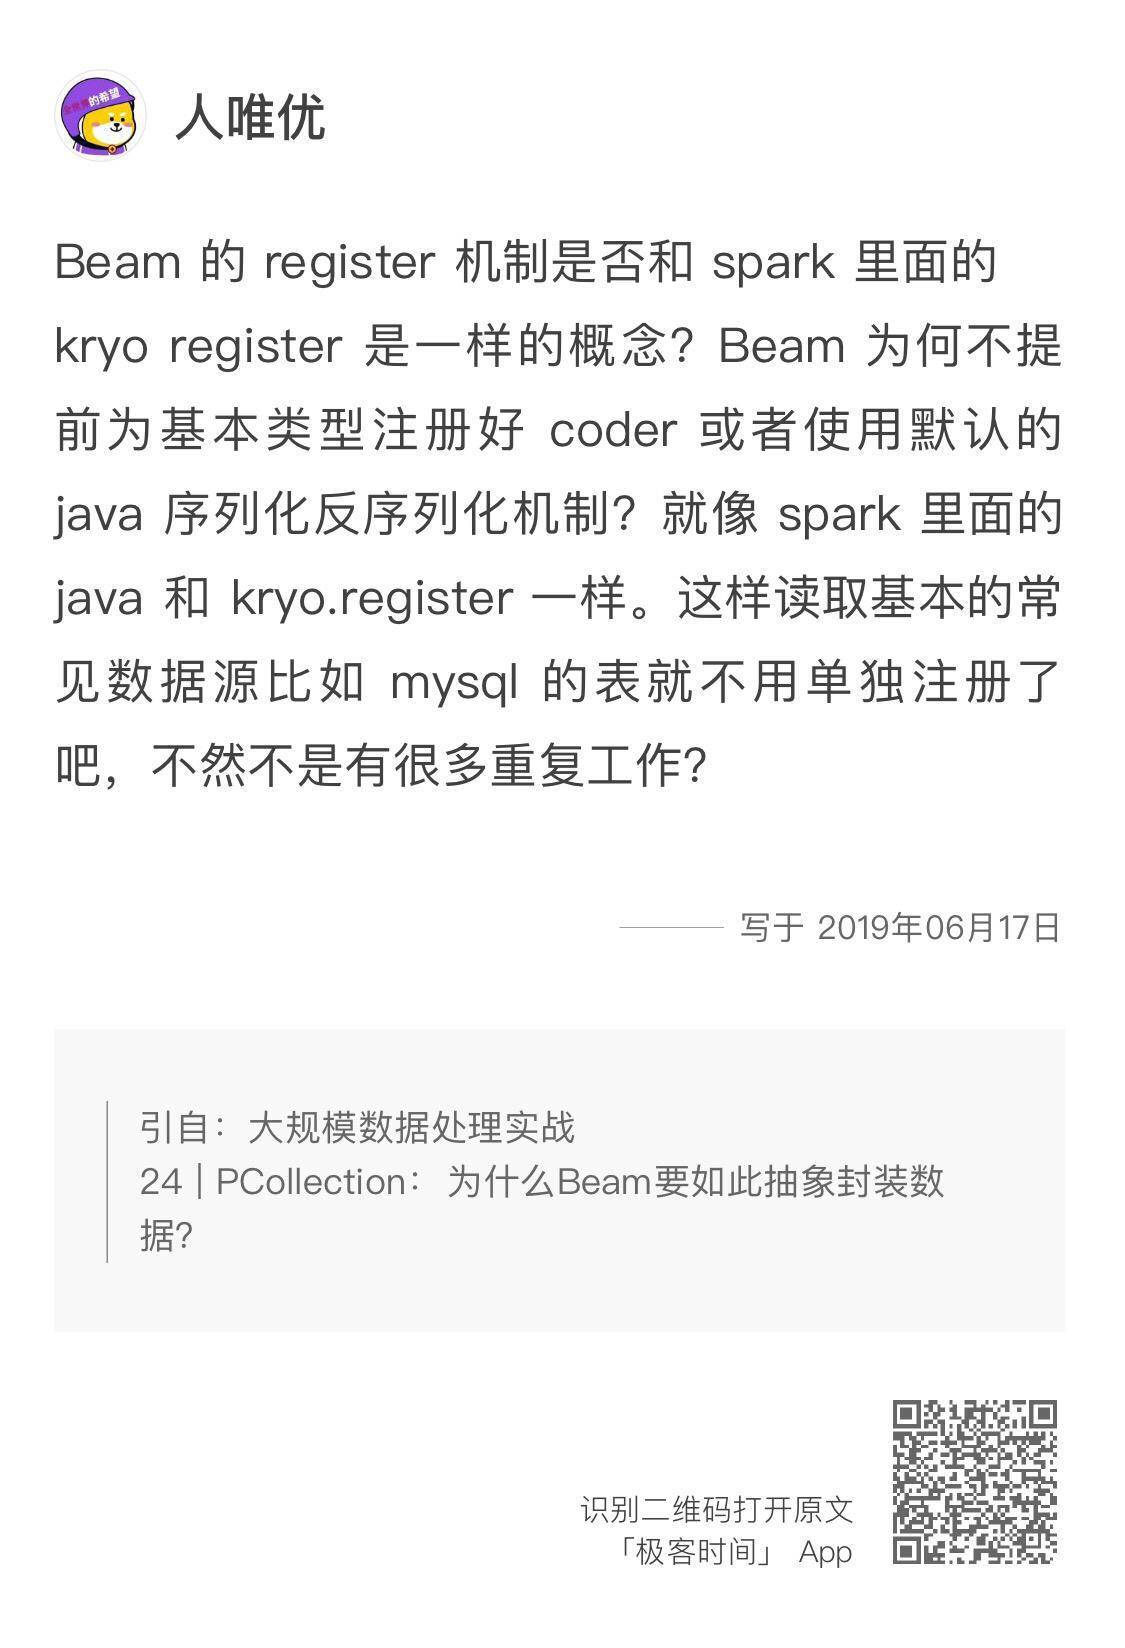 的希望
人唯优
Beam 的 register 机制是否和 spark 里面的
kryo register 是一样的概念？Beam 为何不提
前为基本类型注册好 coder 或者使用默认的
java 序列化反序列化机制？就像 spark 里面的
java 和 kryo.register 一样。这样读取基本的常
见数据源比如 mysql 的表就不用单独注册了
吧，不然不是有很多重复工作？
写于 2019年06月17日
引自：大规模数据处理实战
24 | PCollection：为什么Beam要如此抽象封装数
据？
识别二维码打开原文
「极客时间」 App